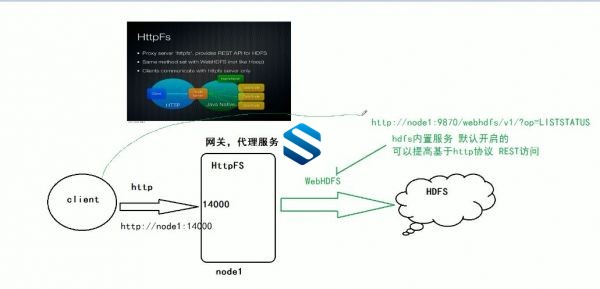 HttpFs
Proxy server 'httpfs', provides REST API for HDFS
Same method set with WebHDFS (not like Hoop)
Clients communicate with httpfs server only
HTTP
Java Native
http://node1:9870/webhdfs/v1/?op=LISTSTATUS
hdfs内置服务 默认开启的
可以提高基于http协议 REST访问
网关，代理服务
HttpFS
WebHDFS
HDFS
client
http
14000
http://node1:14000
node1